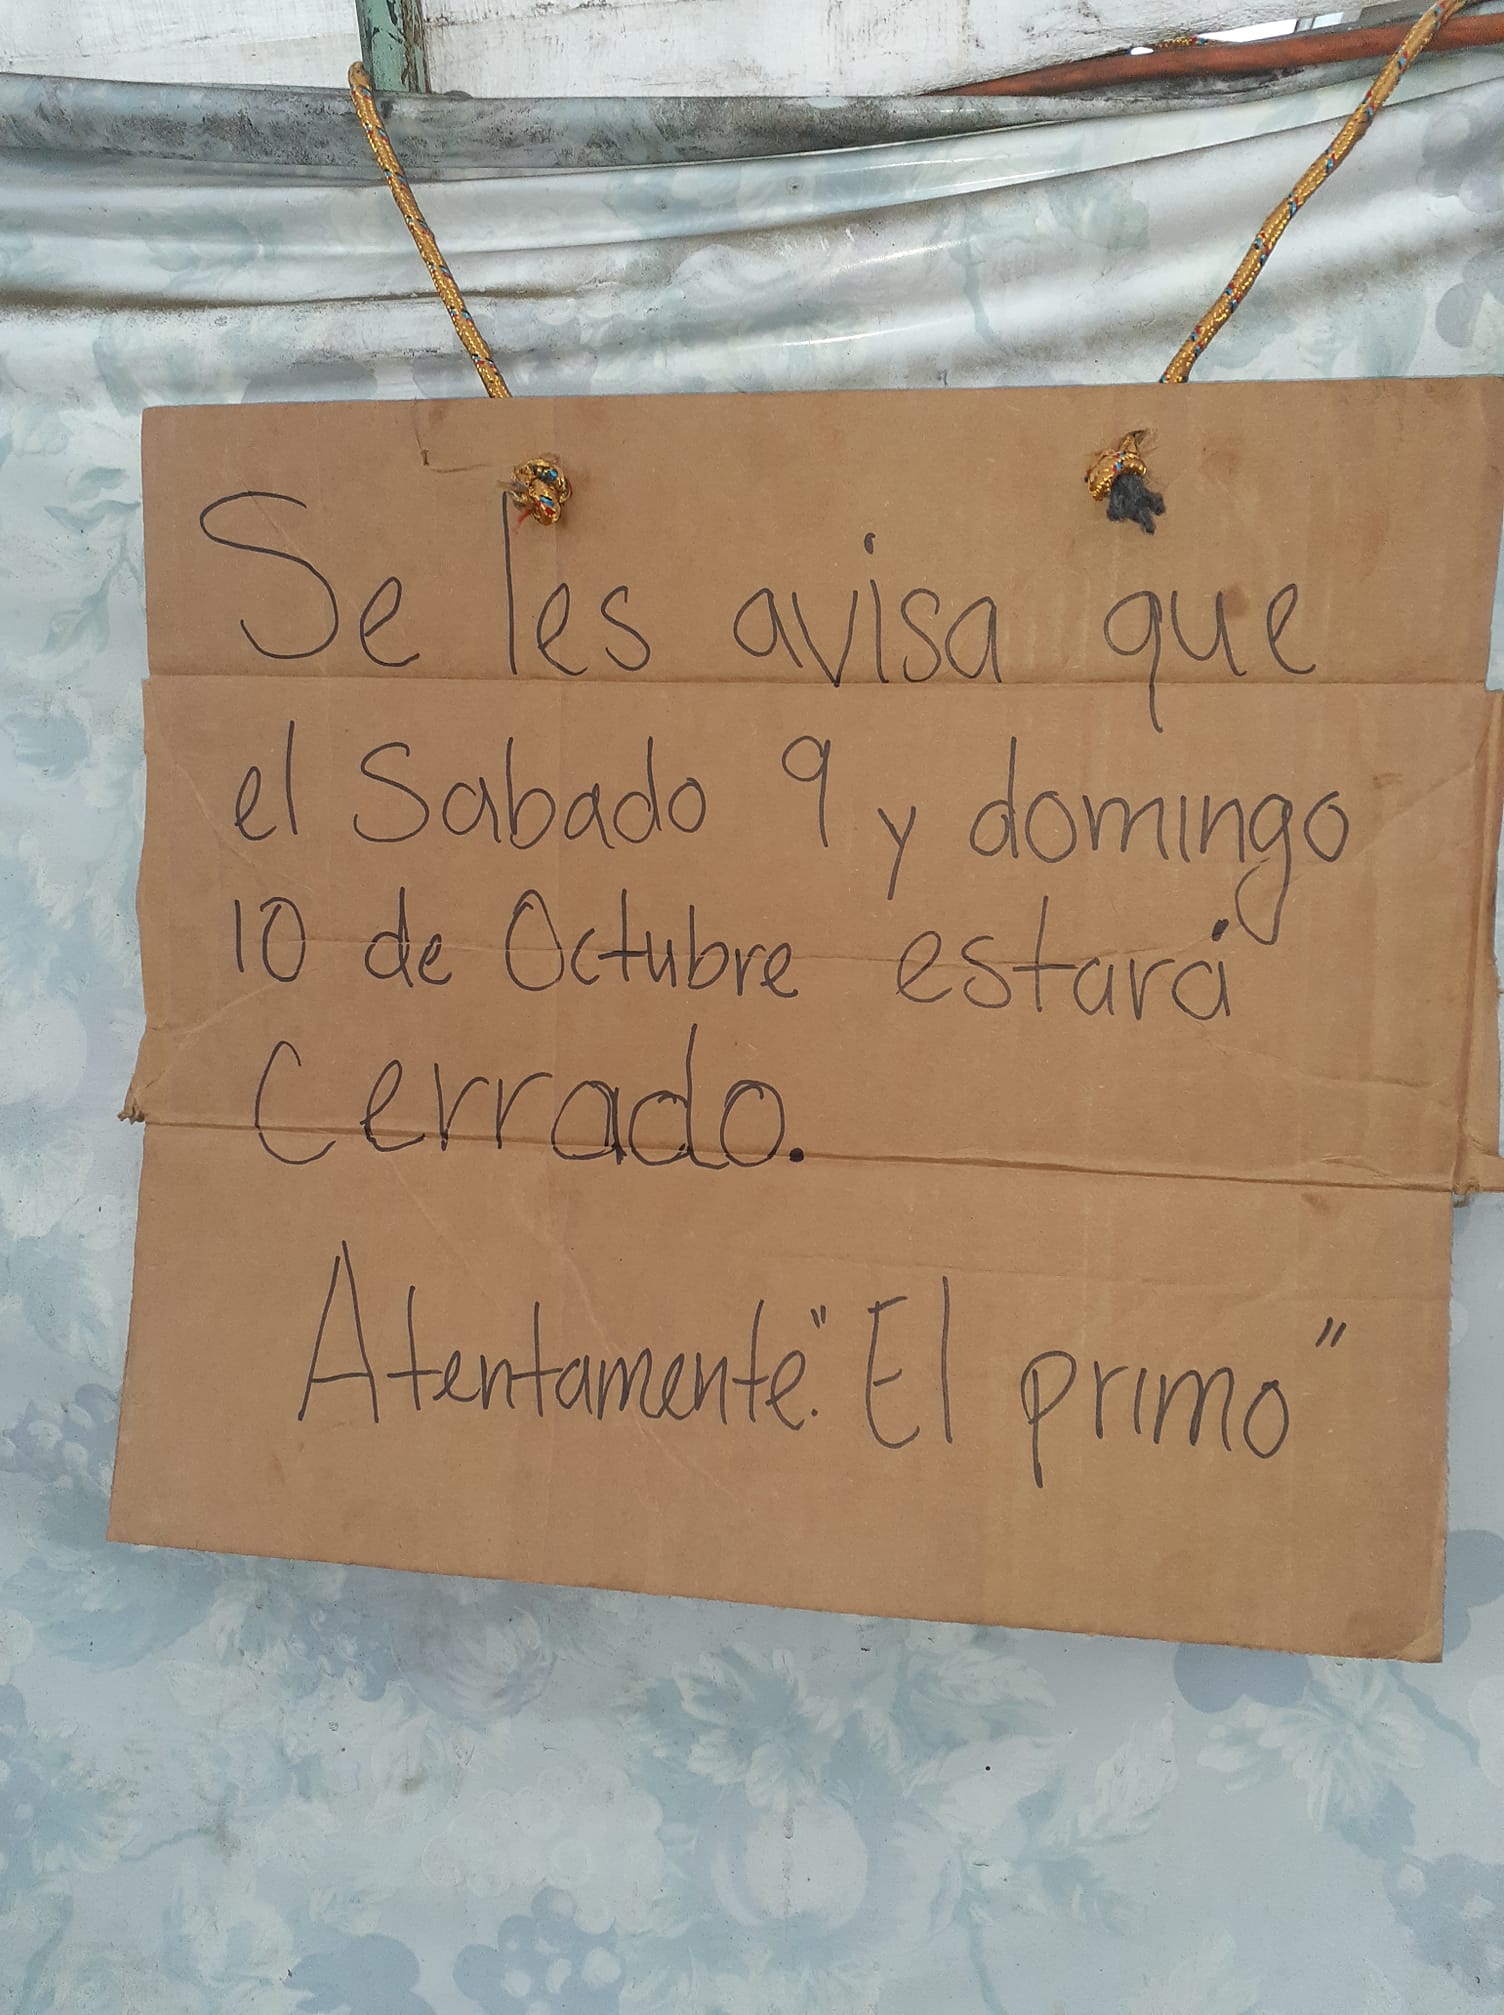 Se les avisa que
el Sabado 9 y domingo
10 de Octubre estará
Cerrado.
Atentamente: "El primo"